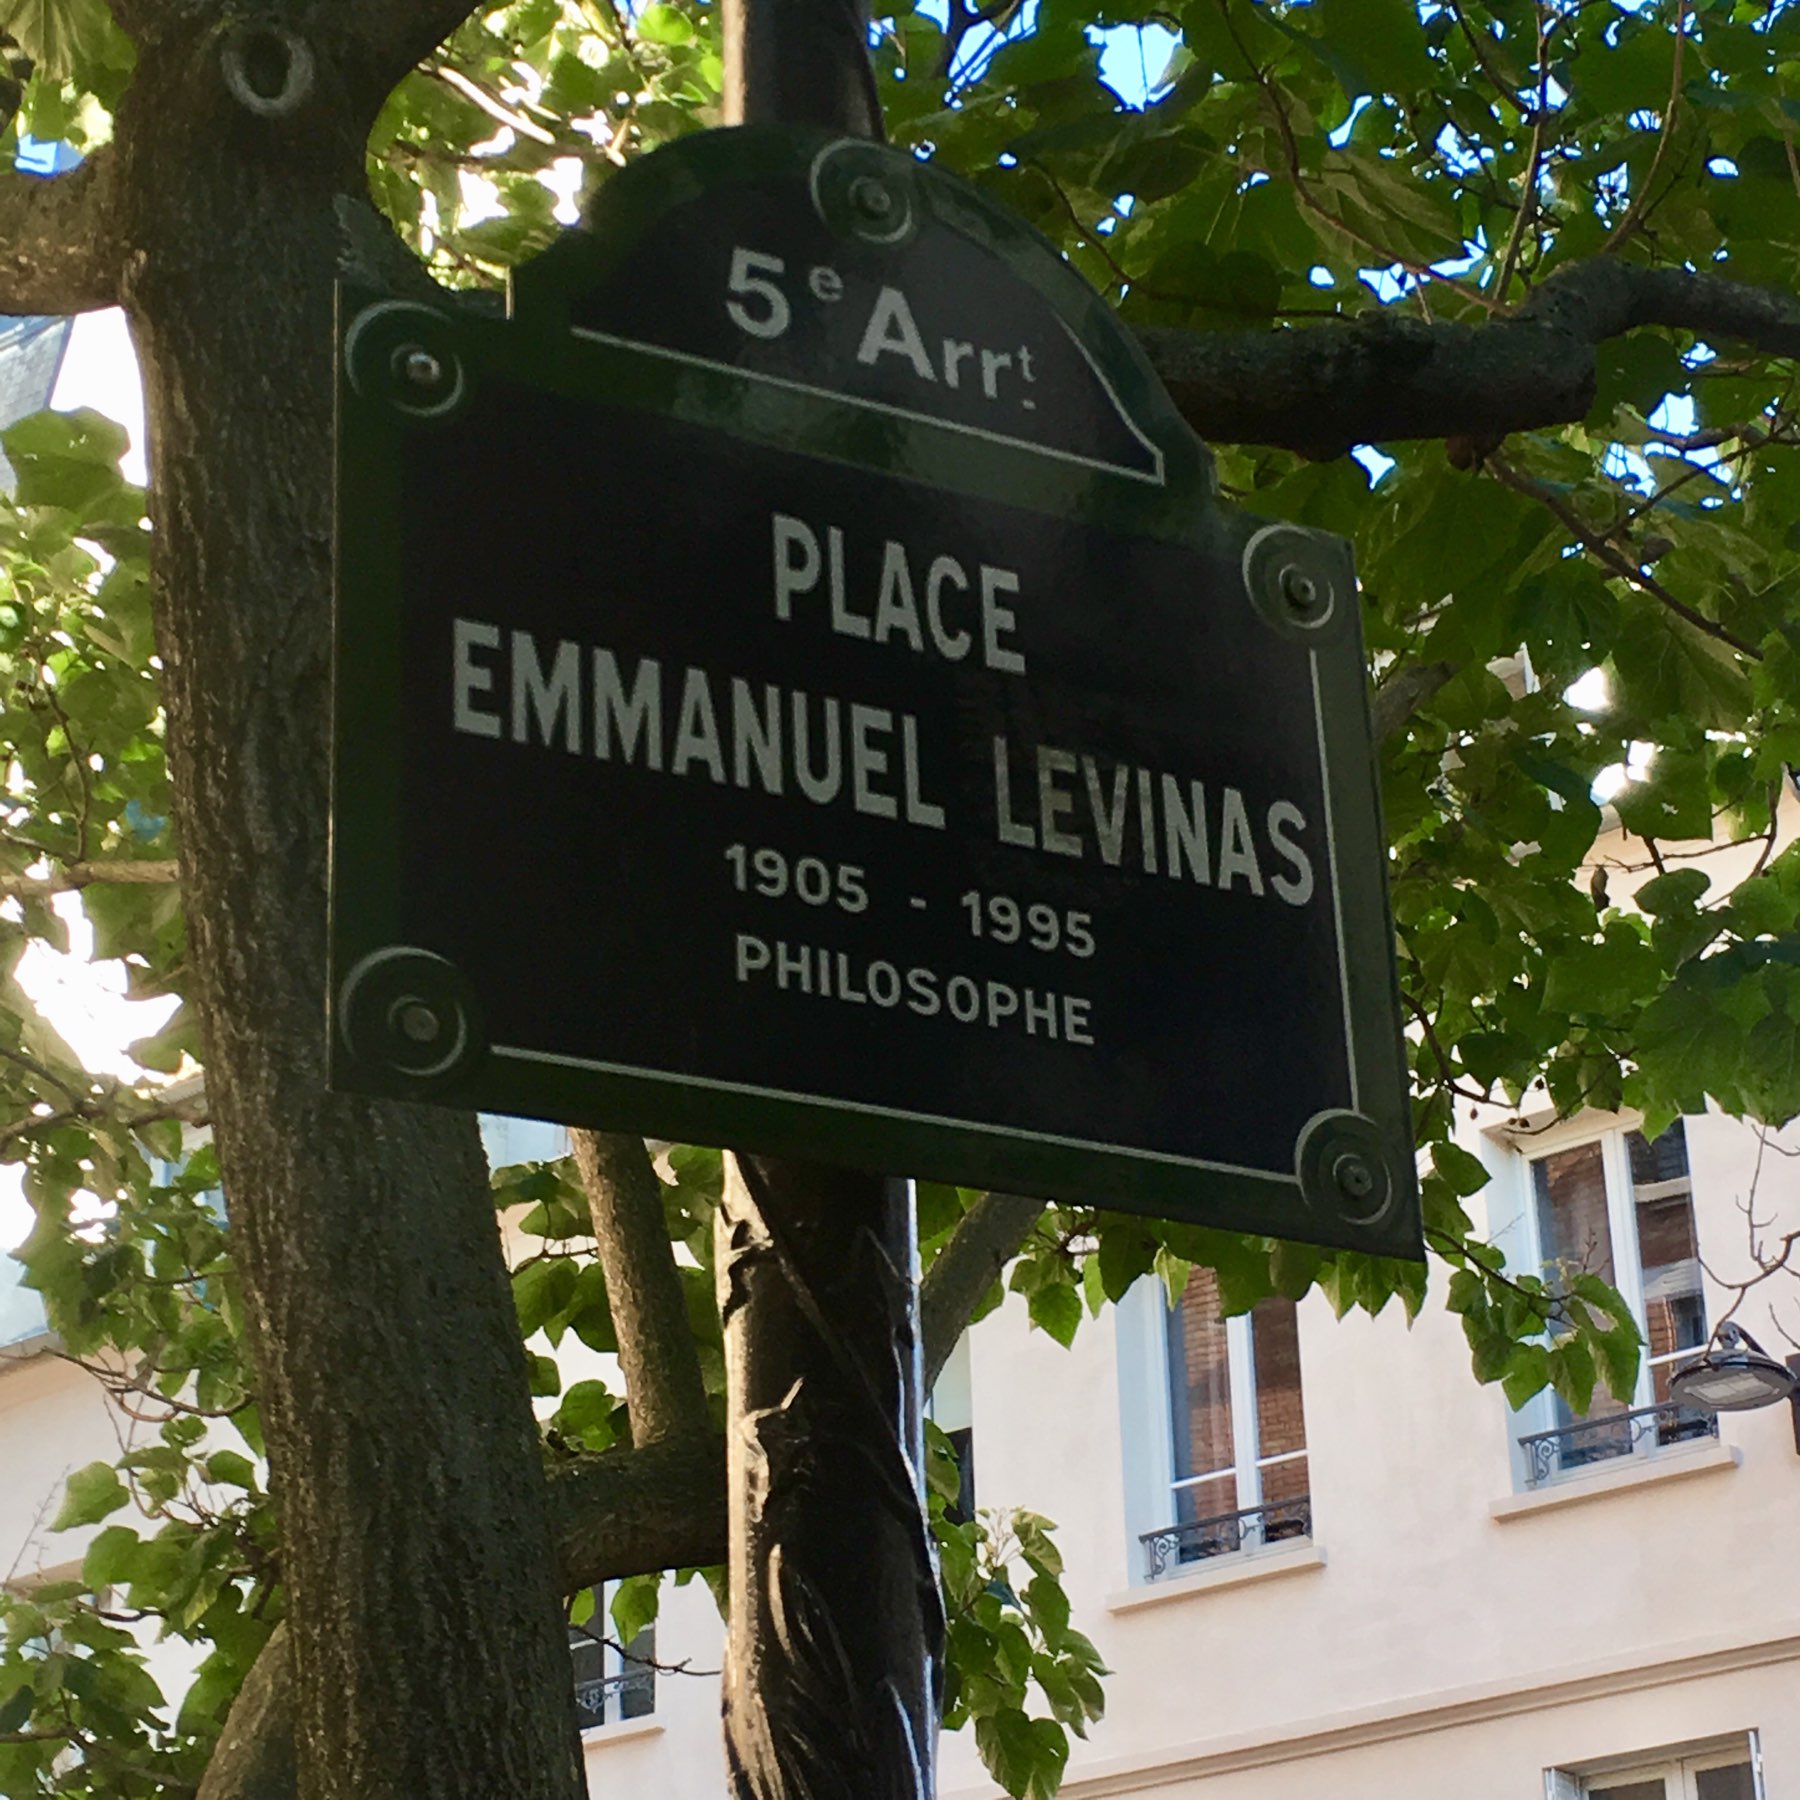 5e Arrt
PLACE
EMMANUEL LEVINAS
1905 - 1995
PHILOSOPHE